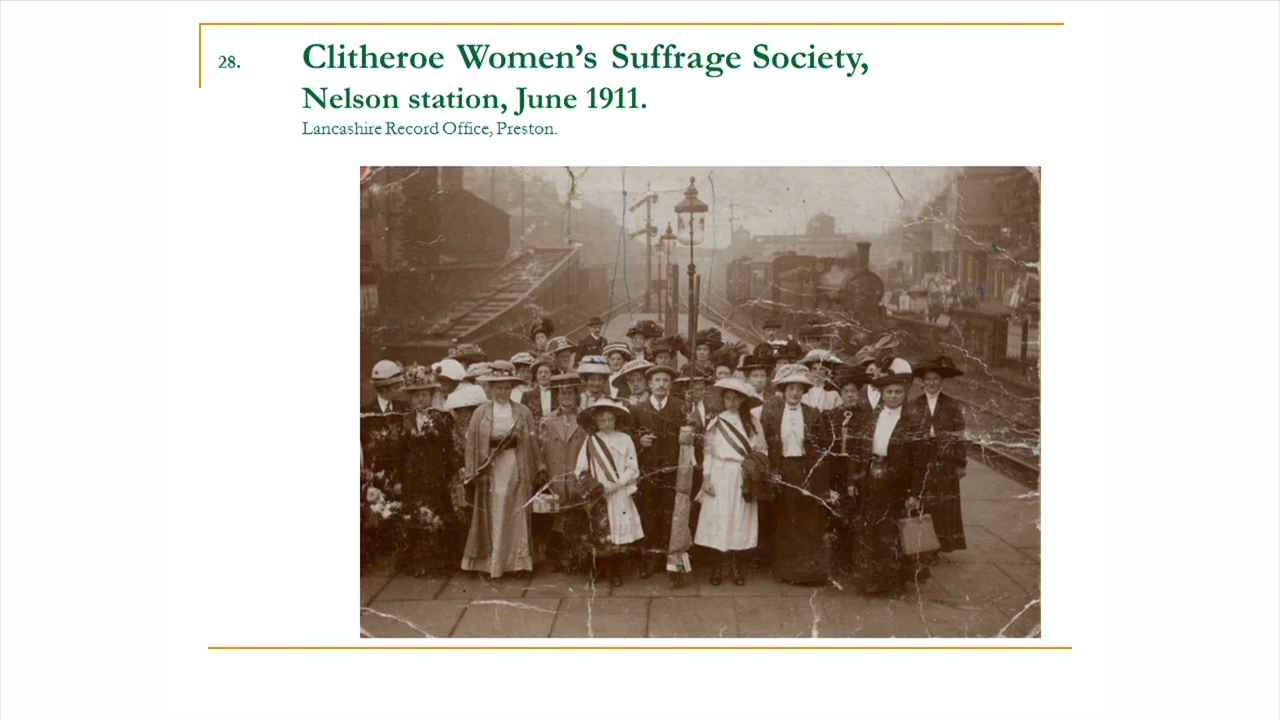 28.
Clitheroe Women’s Suffrage Society,
Nelson station, June 1911.
Lancashire Record Office, Preston.